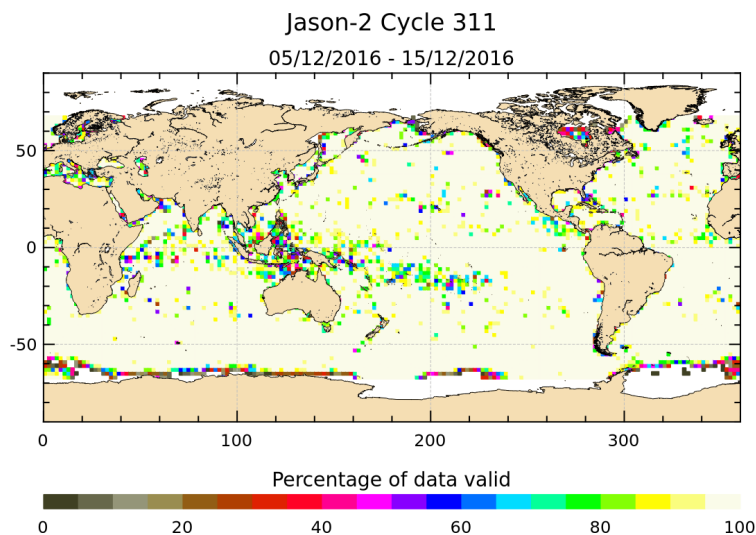 Jason-2 Cycle 311
05/12/2016 - 15/12/2016
50
0
-50
0 100 200 300
Percentage of data valid
0 20 40 60 80 100